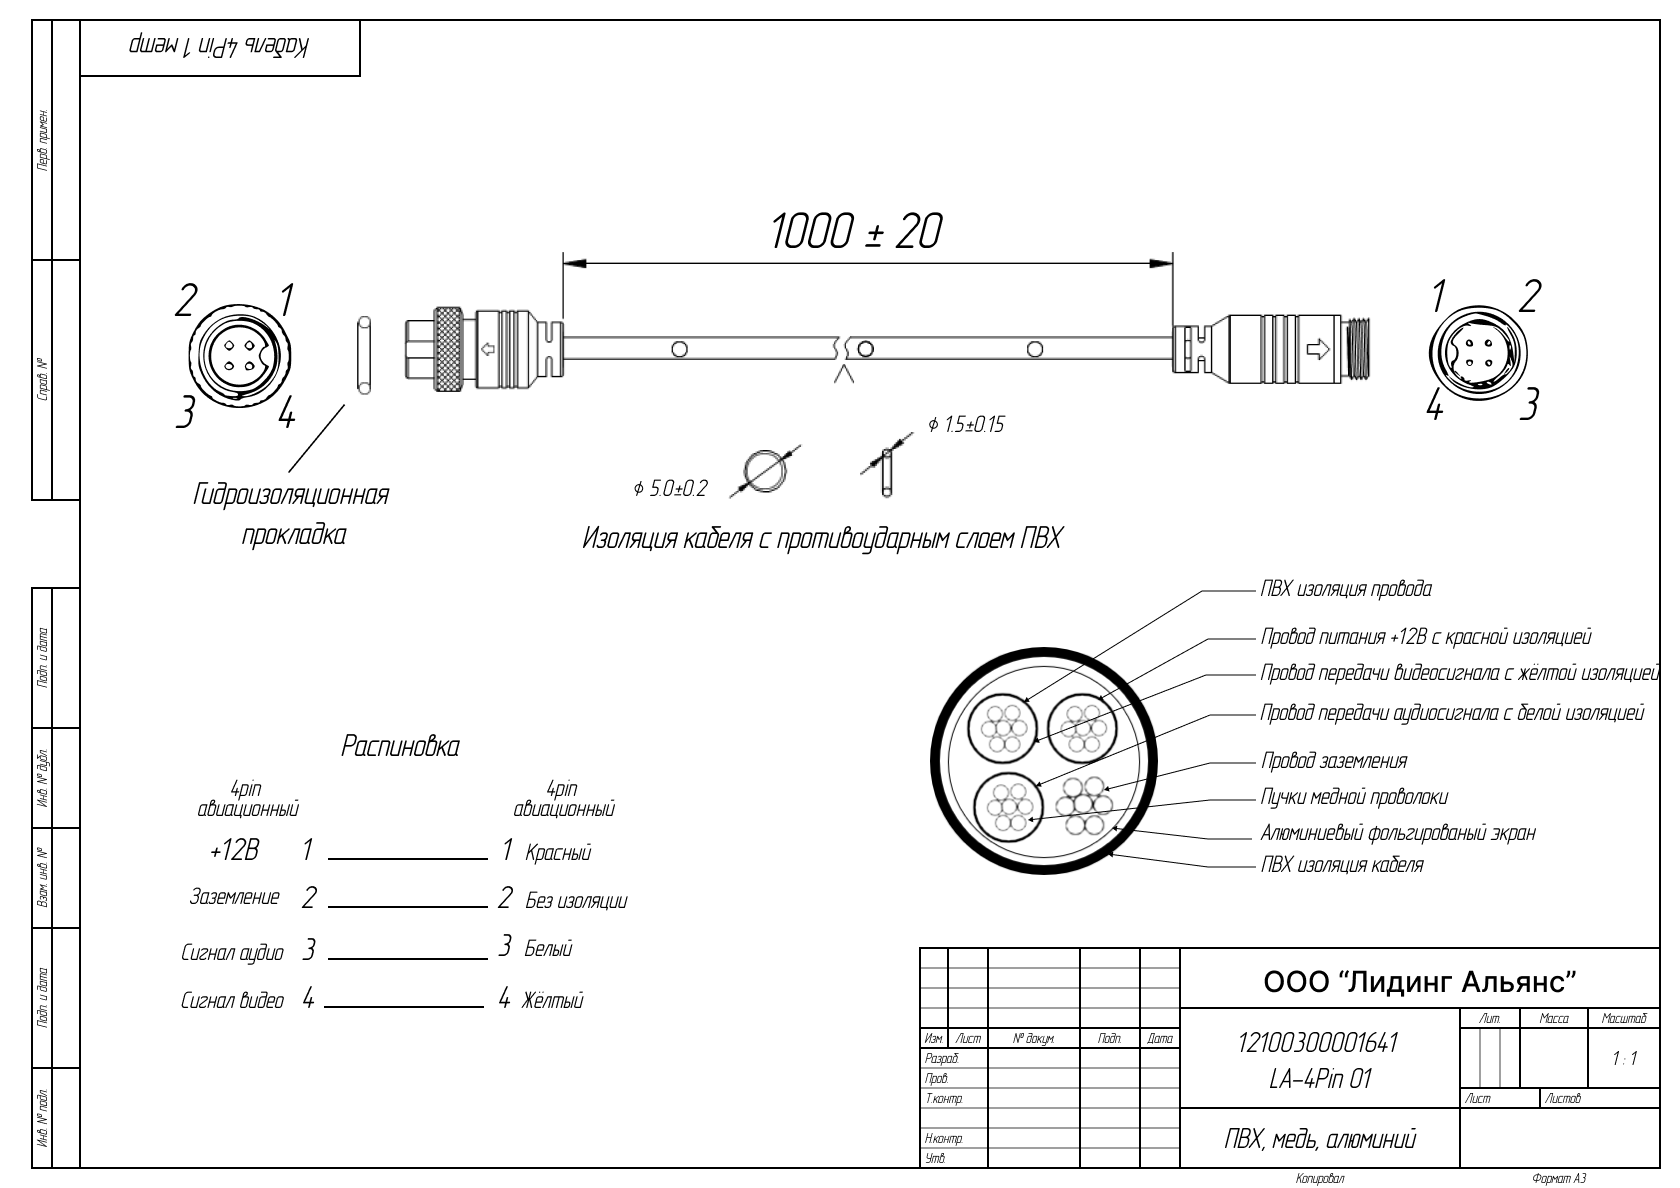 Кабель 4Pin 1 метр
Перв. примен.
Справ. №
Подп. и дата
Инв. № дубл.
Взам. инв. №
Подп. и дата
Инв. № подл.
1000 ± 20
2 1
3 4
1 2
4 3
Гидроизоляционная
прокладка
ϕ 5.0±0.2
ϕ 1.5±0.15
Изоляция кабеля с противоударным слоем ПВХ
ПВХ изоляция провода
Провод питания +12В с красной изоляцией
Провод передачи видеосигнала с жёлтой изоляцией
Провод передачи аудиосигнала с белой изоляцией
Провод заземления
Пучки медной проволоки
Алюминиевый фольгированый экран
ПВХ изоляция кабеля
Распиновка
4pin 4pin
авиационный авиационный
+12В 1 1 Красный
Заземление 2 2 Без изоляции
Сигнал аудио 3 3 Белый
Сигнал видео 4 4 Жёлтый
ООО “Лидинг Альянс”
12100300001641
LA-4Pin 01
ПВХ, медь, алюминий
Лит. Масса Масштаб
1 : 1
Лист Листов
Изм. Лист № докум. Подп. Дата
Разраб.
Пров.
Т.контр.
Н.контр.
Утв.
Копировал Формат А3